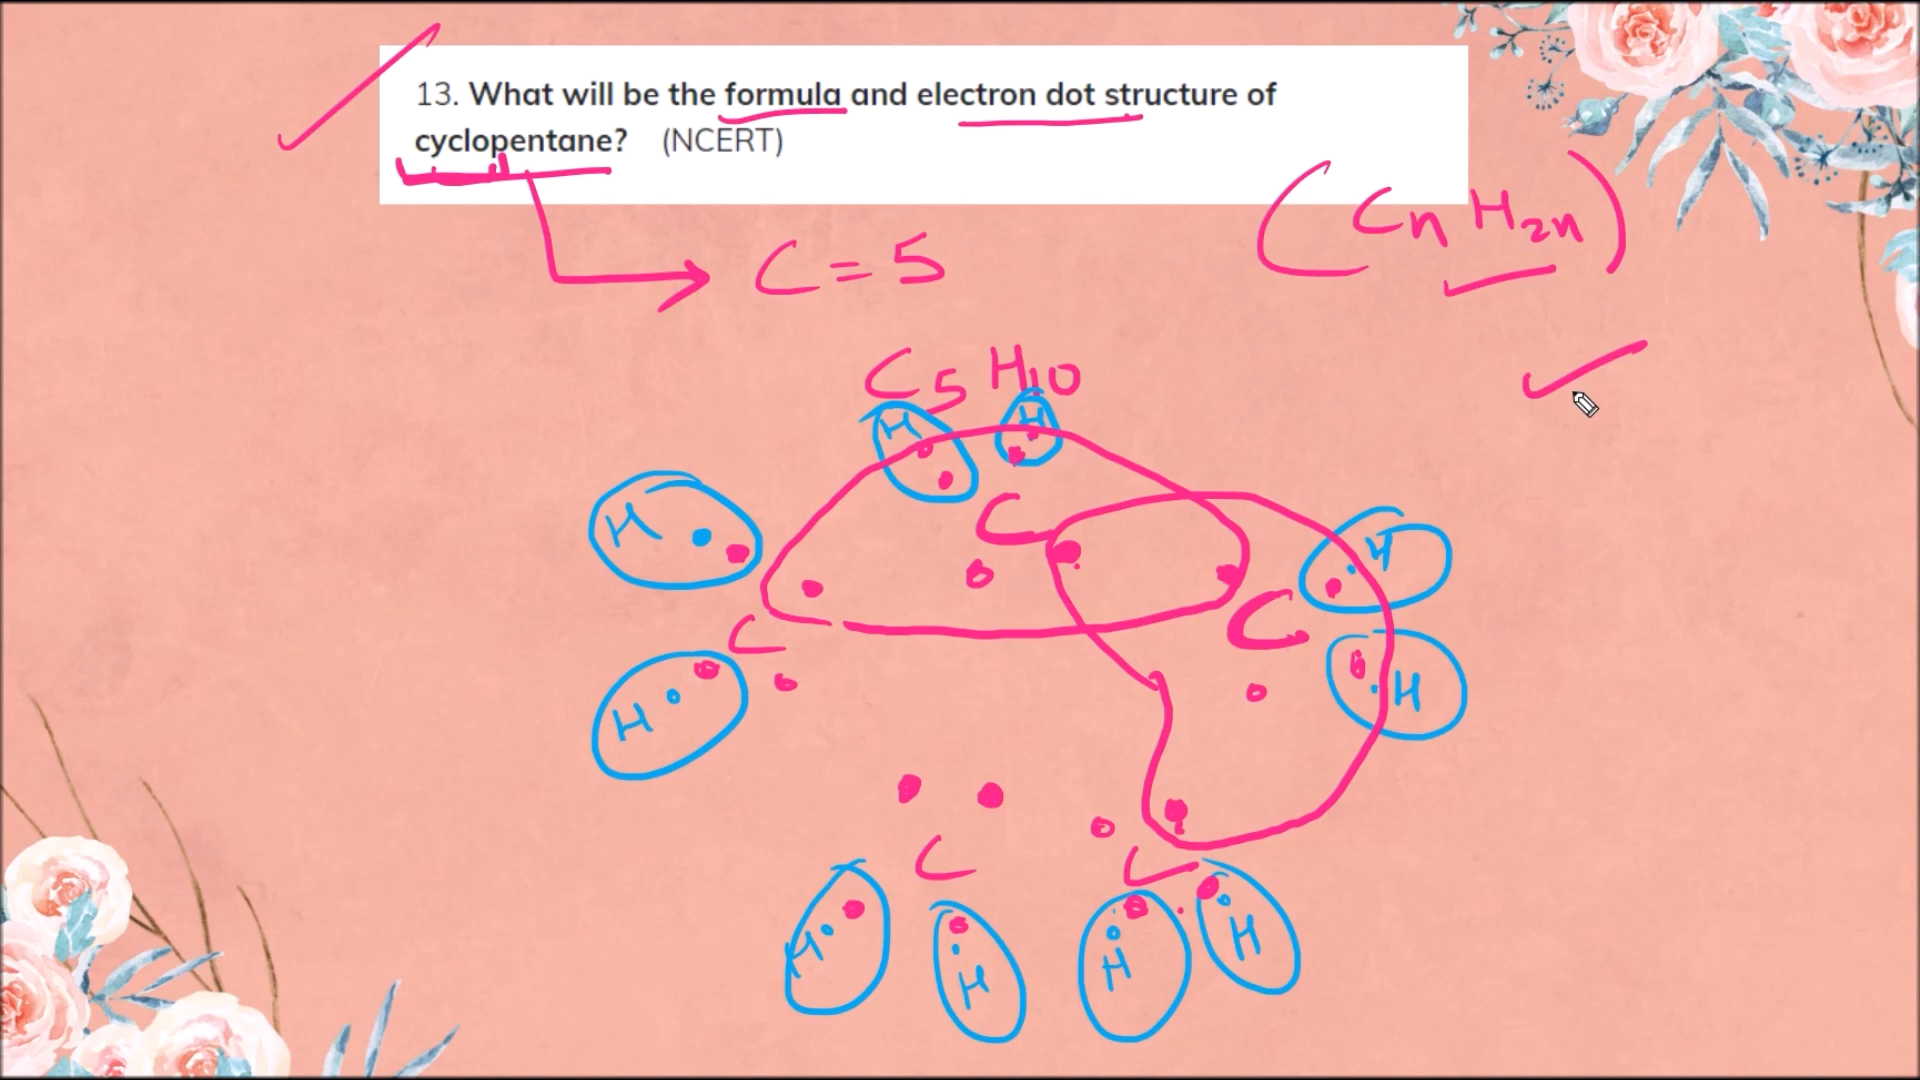 13. What will be the formula and electron dot structure of
cyclopentane? (NCERT)
(CnH2n)
C = 5
C5H10
H H
H C H
C C H
H
C C
H H H H